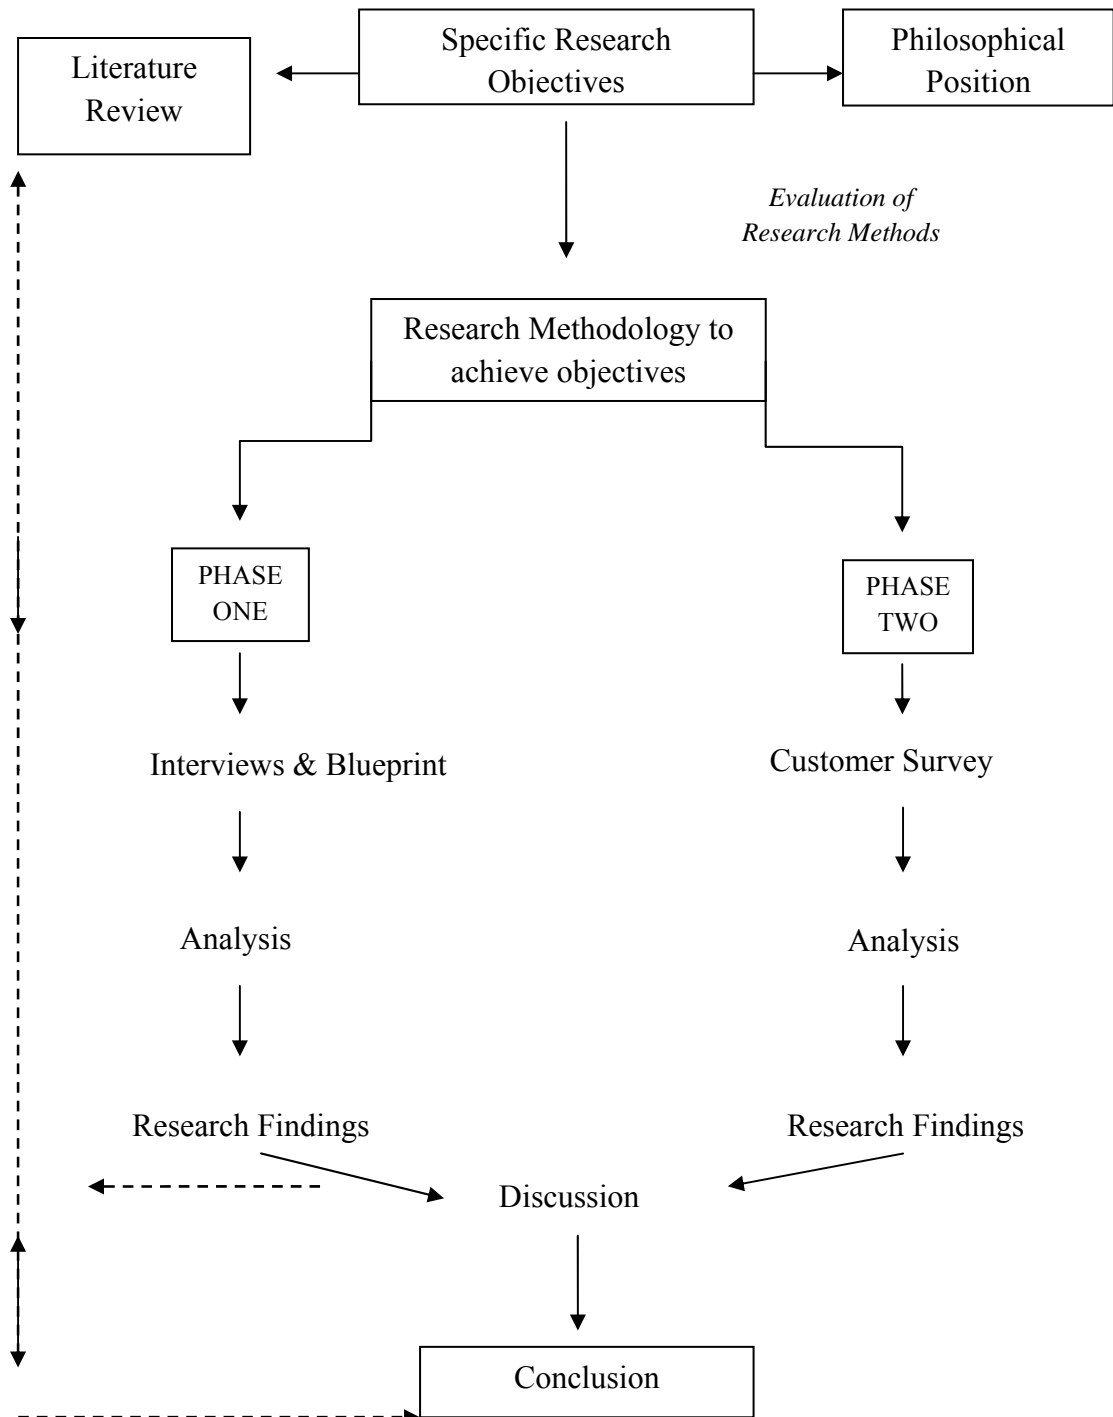 Specific Research
Objectives
Philosophical
Position
Literature
Review
Evaluation of
Research Methods
Research Methodology to
achieve objectives
PHASE
ONE
PHASE
TWO
Interviews & Blueprint
Customer Survey
Analysis
Analysis
Research Findings
Research Findings
Discussion
Conclusion